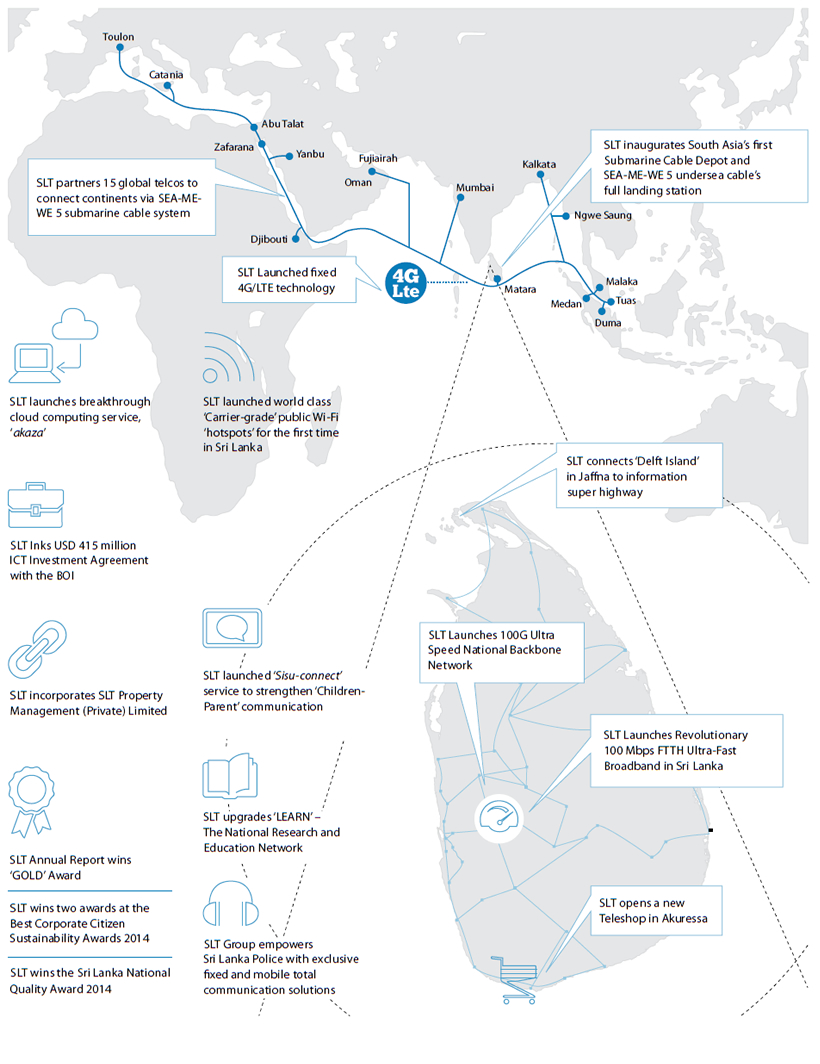 Toulon
Catania
Abu Talat
Zafarana
Yanbu
Fujiairah
Oman
Mumbai
Kalkata
Ngwe Saung
Djibouti
Matara
Malaka
Medan
Tuas
Duma
SLT partners 15 global telcos to
connect continents via SEA-ME-
WE 5 submarine cable system
SLT inaugurates South Asia's first
Submarine Cable Depot and
SEA-ME-WE 5 undersea cable's
full landing station
SLT Launched fixed
4G/LTE technology
4G
Lte
SLT launches breakthrough
cloud computing service,
'akaza'
SLT launched world class
'Carrier-grade' public Wi-Fi
'hotspots' for the first time
in Sri Lanka
SLT connects 'Delft Island'
in Jaffna to information
super highway
SLT Inks USD 415 million
ICT Investment Agreement
with the BOI
SLT Launches 100G Ultra
Speed National Backbone
Network
SLT incorporates SLT Property
Management (Private) Limited
SLT launched 'Sisu-connect'
service to strengthen 'Children-
Parent' communication
SLT Launches Revolutionary
100 Mbps FTTH Ultra-Fast
Broadband in Sri Lanka
SLT upgrades 'LEARN' –
The National Research and
Education Network
SLT Annual Report wins
'GOLD' Award
SLT wins two awards at the
Best Corporate Citizen
Sustainability Awards 2014
SLT wins the Sri Lanka National
Quality Award 2014
SLT Group empowers
Sri Lanka Police with exclusive
fixed and mobile total
communication solutions
SLT opens a new
Teleshop in Akuressa